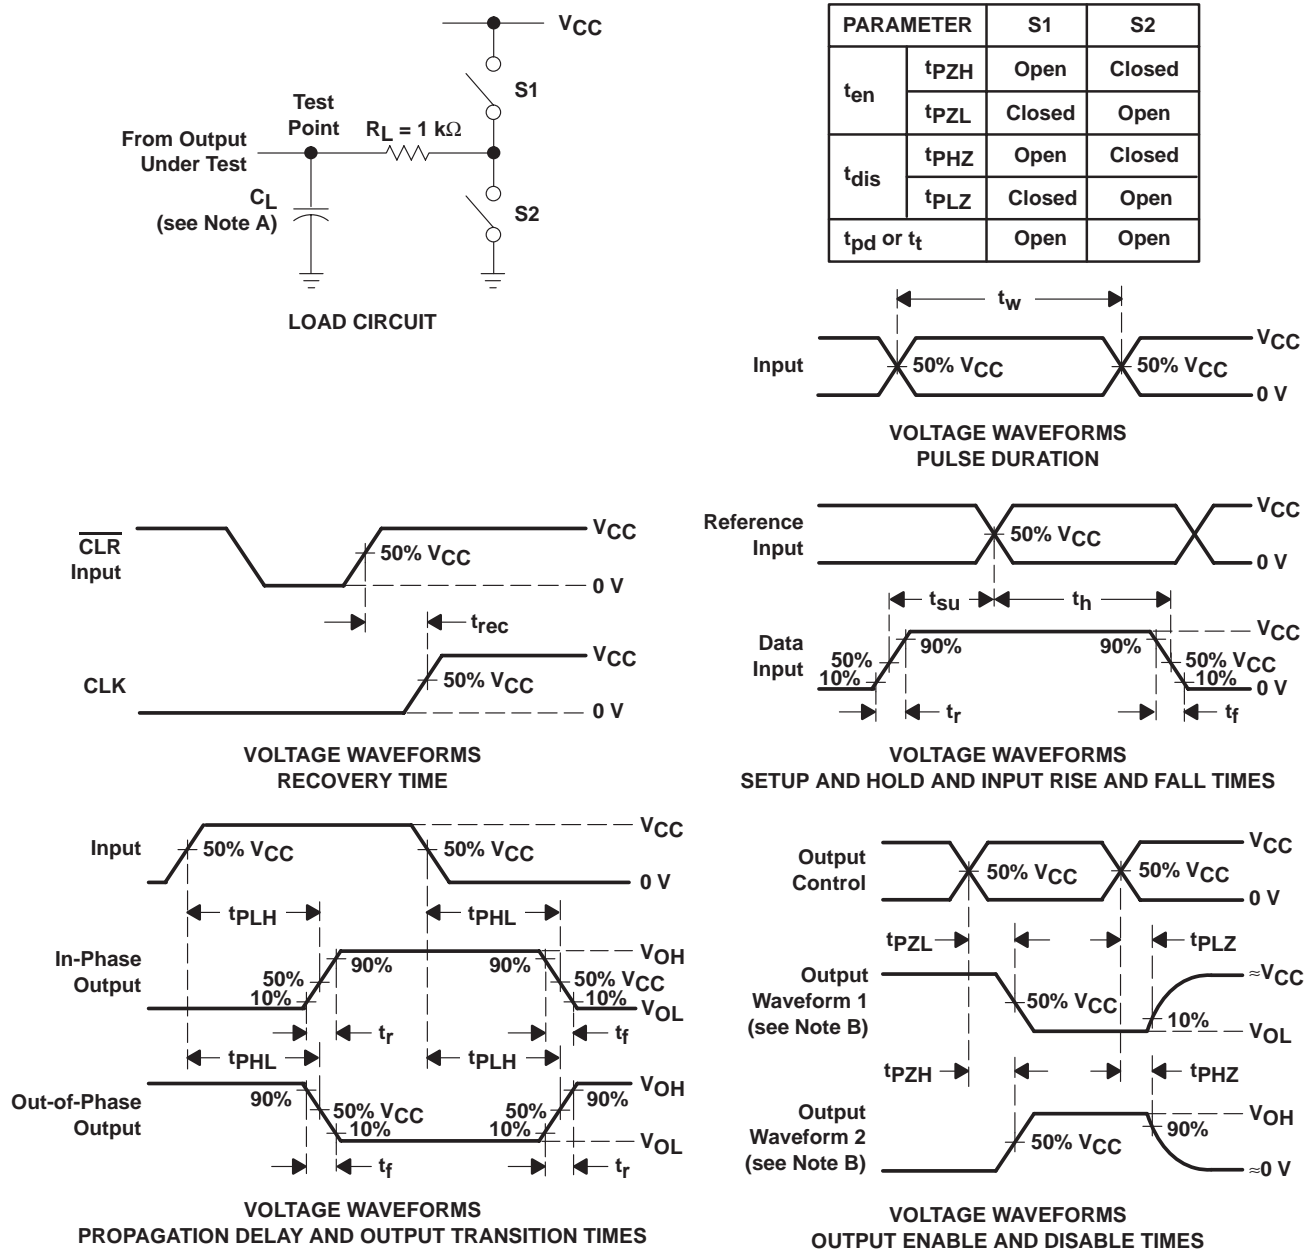 VCC
S1
Test
Point
RL = 1 kΩ
From Output
Under Test
CL
(see Note A)
S2
LOAD CIRCUIT
PARAMETER S1 S2
ten tPZH Open Closed
tPZL Closed Open
tdis tPHZ Open Closed
tPLZ Closed Open
tpd or tt Open Open
tw
VCC
Input 50% VCC 50% VCC
0 V
VOLTAGE WAVEFORMS
PULSE DURATION
CLR
Input
VCC
50% VCC
0 V
trec
VCC
CLK 50% VCC
0 V
VOLTAGE WAVEFORMS
RECOVERY TIME
Reference
Input
VCC
50% VCC
0 V
tsu th
Data
Input
VCC
90% 90%
50% 50% VCC
10% 10%
0 V
tr tf
VOLTAGE WAVEFORMS
SETUP AND HOLD AND INPUT RISE AND FALL TIMES
VCC
Input 50% VCC 50% VCC
0 V
tPLH tPHL
In-Phase
Output
VOH
90% 90%
50% 50% VCC
10% 10%
VOL
tr tf
tPHL tPLH
Out-of-Phase
Output
VOH
90% 90%
50% VCC 50%
10% 10%
VOL
tf tr
VOLTAGE WAVEFORMS
PROPAGATION DELAY AND OUTPUT TRANSITION TIMES
Output
Control
VCC
50% VCC 50% VCC
0 V
tPZL tPLZ
Output
Waveform 1
(see Note B)
≈VCC
50% VCC
10%
VOL
tPZH tPHZ
Output
Waveform 2
(see Note B)
VOH
50% VCC 90%
≈0 V
VOLTAGE WAVEFORMS
OUTPUT ENABLE AND DISABLE TIMES